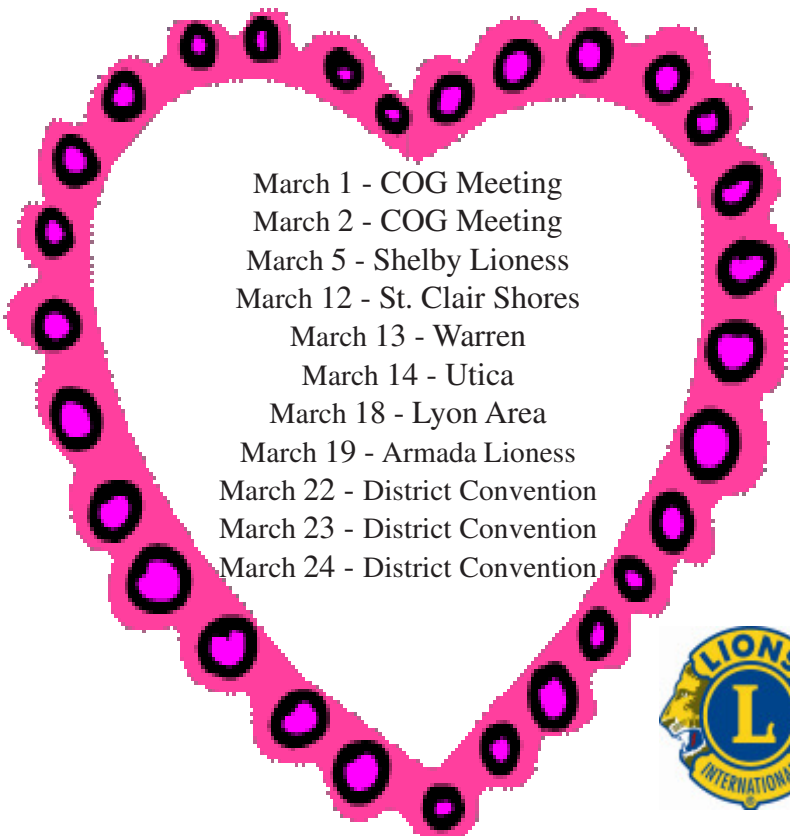 March 1 - COG Meeting
March 2 - COG Meeting
March 5 - Shelby Lioness
March 12 - St. Clair Shores
March 13 - Warren
March 14 - Utica
March 18 - Lyon Area
March 19 - Armada Lioness
March 22 - District Convention
March 23 - District Convention
March 24 - District Convention
LIONS
L
INTERNATIONAL
®